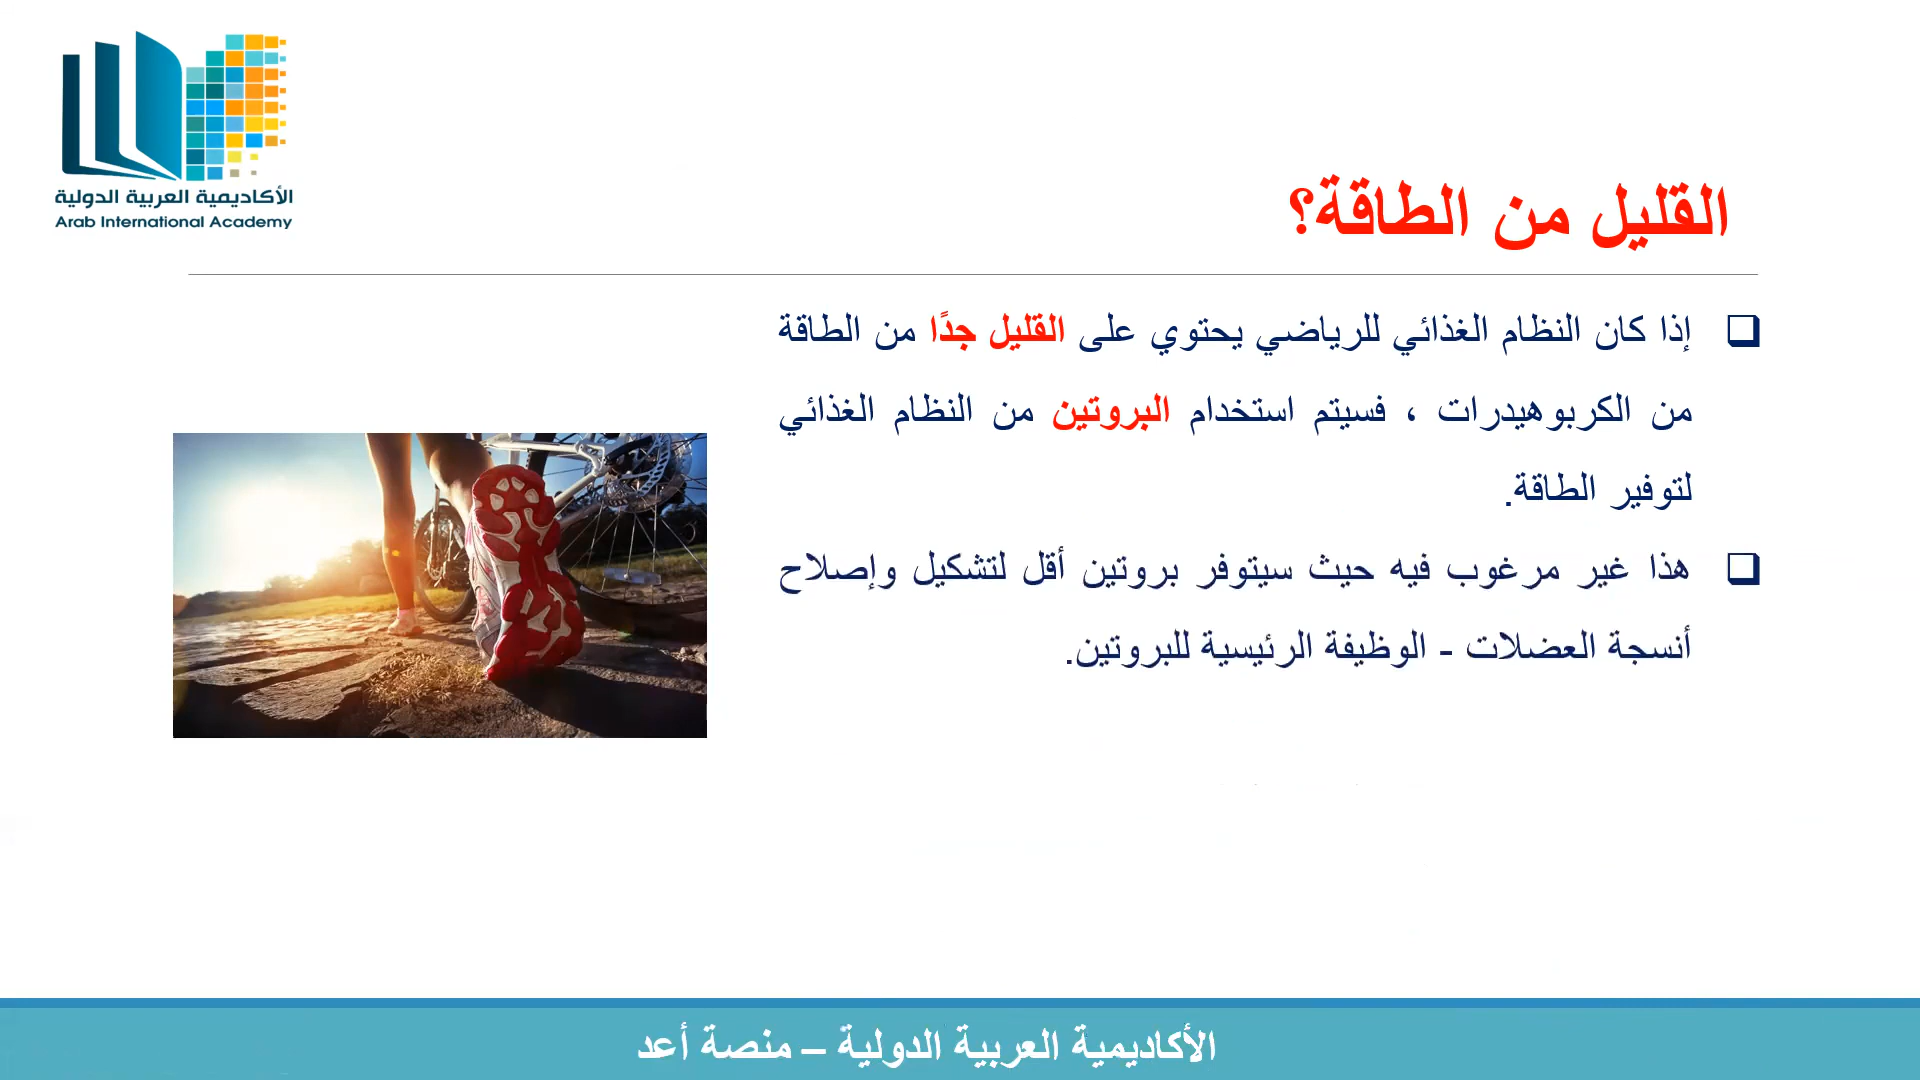 الأكاديمية العربية الدولية
Arab International Academy
القليل من الطاقة؟
إذا كان النظام الغذائي للرياضي يحتوي على القليل جدًا من الطاقة
من الكربوهيدرات ، فسيتم استخدام البروتين من النظام الغذائي
لتوفير الطاقة.
هذا غير مرغوب فيه حيث سيتوفر بروتين أقل لتشكيل وإصلاح
أنسجة العضلات - الوظيفة الرئيسية للبروتين.
الأكاديمية العربية الدولية – منصة أعد